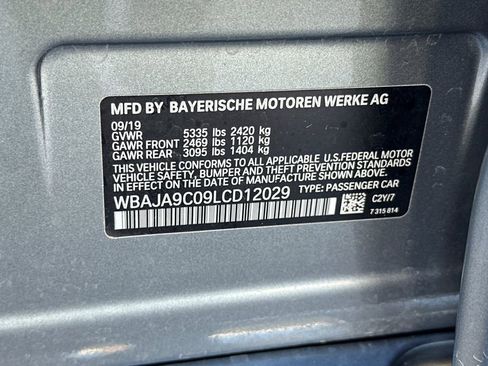 MFD BY BAYERISCHE MOTOREN WERKE AG
09/19
GVWR 5335 lbs 2420 kg
GAWR FRONT 2469 lbs 1120 kg
GAWR REAR 3095 lbs 1404 kg
THIS VEHICLE CONFORMS TO ALL APPLICABLE U.S.FEDERAL MOTOR
VEHICLE SAFETY, BUMPER AND THEFT PREVENTION STANDARDS
IN EFFECT ON THE DATE OF MANUFACTURE SHOWN ABOVE.
WBAJA9C09LCD12029 TYPE: PASSENGER CAR
C2Y/7
7 315 814